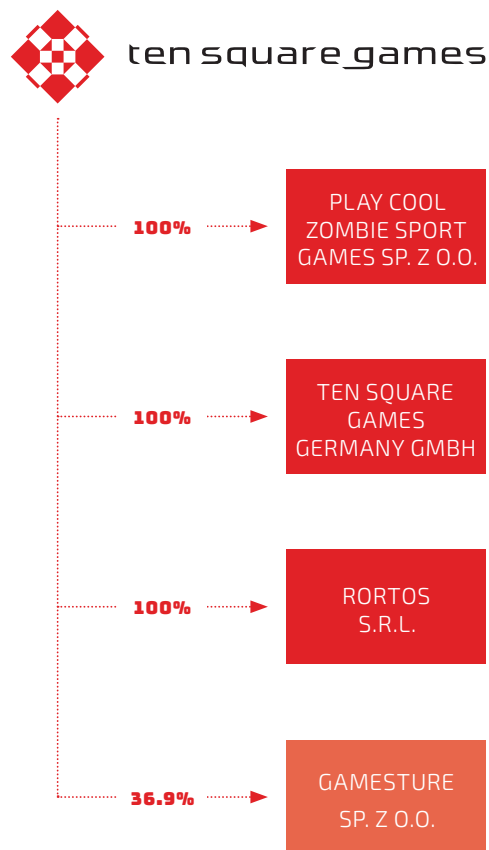 ten square games
100%
PLAY COOL
ZOMBIE SPORT
GAMES SP. Z O.O.
100%
TEN SQUARE
GAMES
GERMANY GMBH
100%
RORTOS
S.R.L.
36.9%
GAMESTURE
SP. Z O.O.